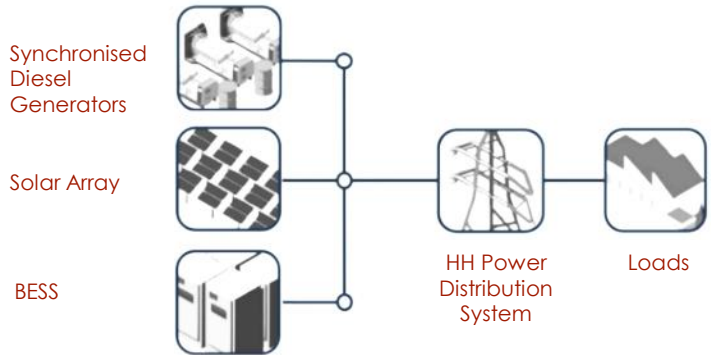 Synchronised
Diesel
Generators
Solar Array
BESS
HH Power
Distribution
System
Loads